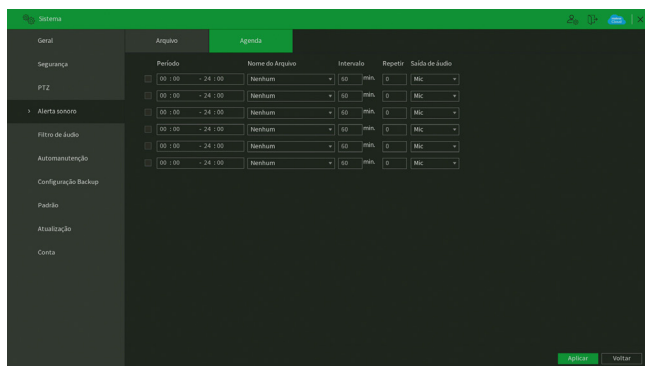 Sistema
Geral
Segurança
PTZ
Alerta sonoro
Filtro de áudio
Automanutenção
Configuração Backup
Padrão
Atualização
Conta
Arquivo Agenda
Período Nome do Arquivo Intervalo Repetir Saída de áudio
00 : 00 - 24 : 00 Nenhum 60 min. 0 Mic
00 : 00 - 24 : 00 Nenhum 60 min. 0 Mic
00 : 00 - 24 : 00 Nenhum 60 min. 0 Mic
00 : 00 - 24 : 00 Nenhum 60 min. 0 Mic
00 : 00 - 24 : 00 Nenhum 60 min. 0 Mic
00 : 00 - 24 : 00 Nenhum 60 min. 0 Mic
Aplicar Voltar